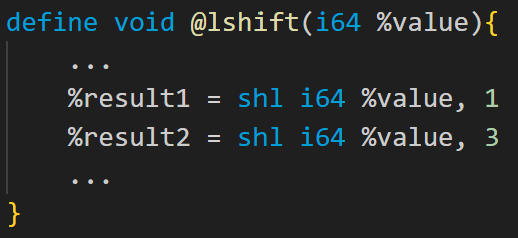 define void @lshift(i64 %value){
...
%result1 = shl i64 %value, 1
%result2 = shl i64 %value, 3
...
}